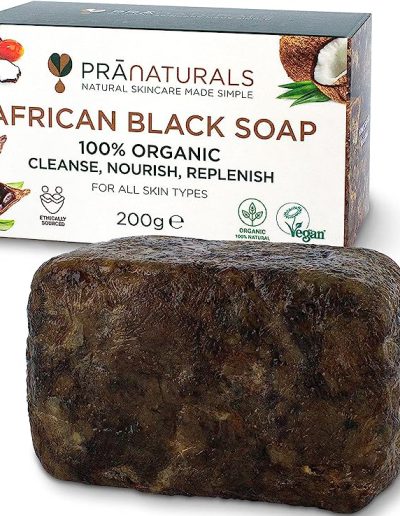 PRĀNATURALS
NATURAL SKINCARE MADE SIMPLE
AFRICAN BLACK SOAP
100% ORGANIC
CLEANSE, NOURISH, REPLENISH
FOR ALL SKIN TYPES
ETHICALLY
SOURCED
200g ℮
ORGANIC
100% NATURAL
Vegan